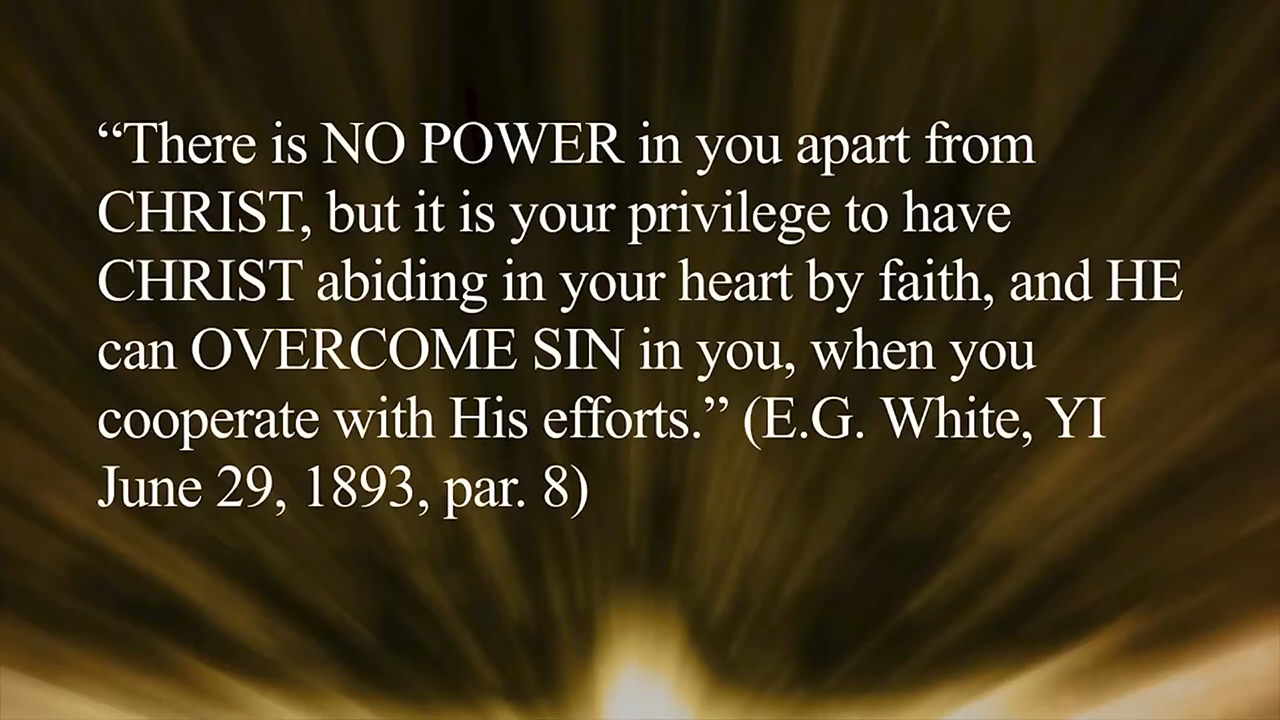 “There is NO POWER in you apart from
CHRIST, but it is your privilege to have
CHRIST abiding in your heart by faith, and HE
can OVERCOME SIN in you, when you
cooperate with His efforts.” (E.G. White, YI
June 29, 1893, par. 8)